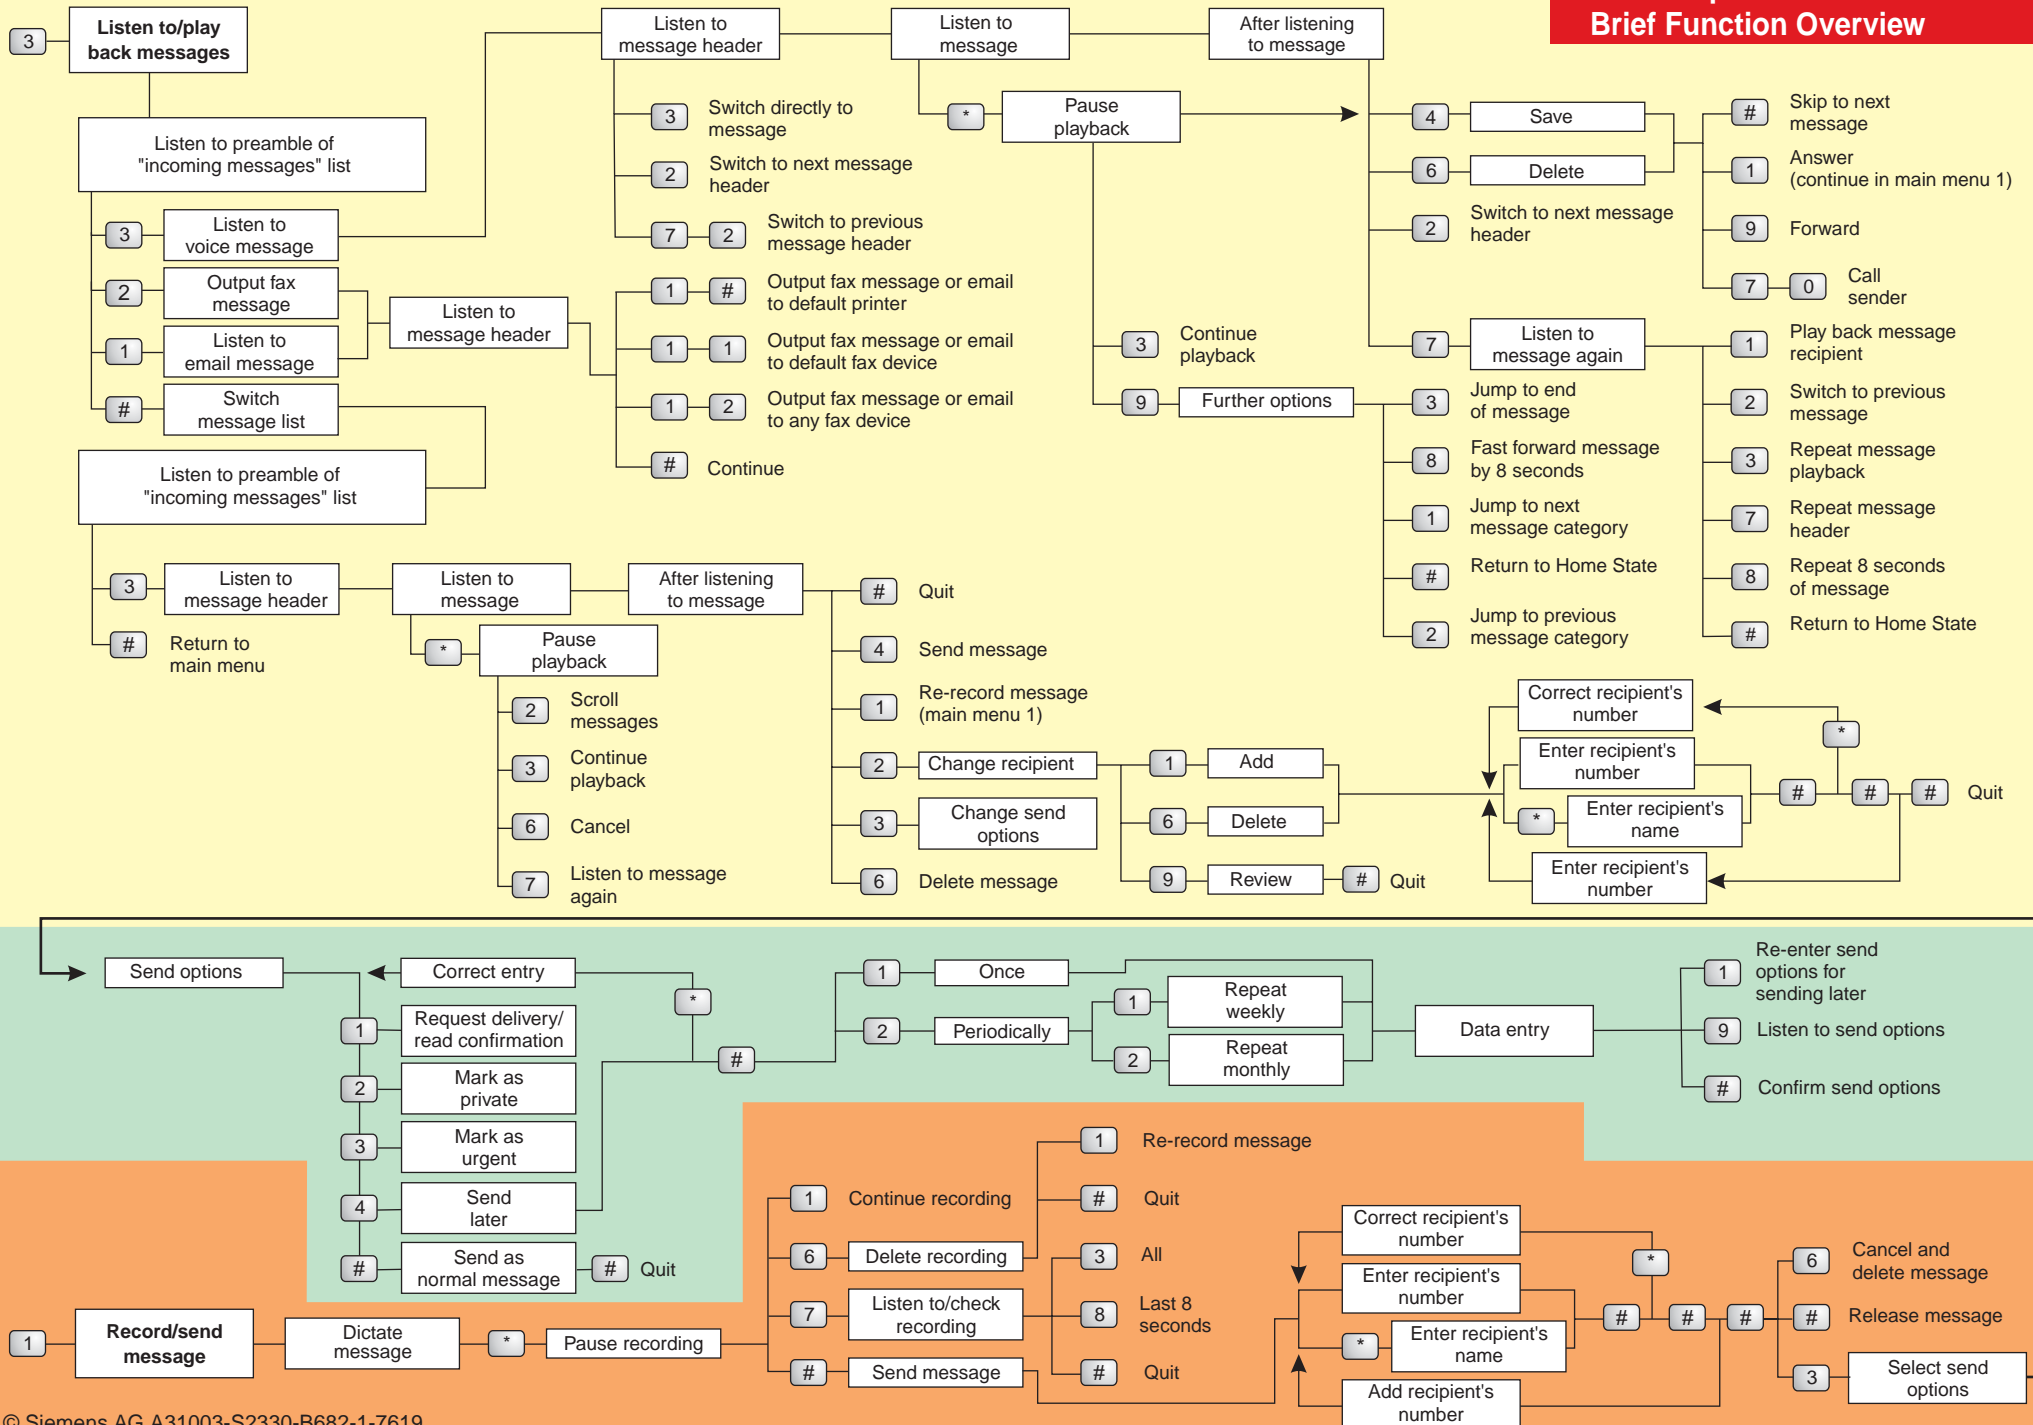 Brief Function Overview
3
Listen to/play
back messages
Listen to
message header
Listen to
message
After listening
to message
3
Switch directly to
message
2
Switch to next message
header
7
2
Switch to previous
message header
*
Pause
playback
4
Save
6
Delete
2
Switch to next message
header
#
Skip to next
message
1
Answer
(continue in main menu 1)
9
Forward
7
0
Call
sender
Listen to preamble of
"incoming messages" list
3
Listen to
voice message
2
Output fax
message
1
Listen to
email message
#
Switch
message list
Listen to
message header
1
#
Output fax message or email
to default printer
1
1
Output fax message or email
to default fax device
1
2
Output fax message or email
to any fax device
#
Continue
3
Continue
playback
9
Further options
3
Jump to end
of message
8
Fast forward message
by 8 seconds
1
Jump to next
message category
#
Return to Home State
2
Jump to previous
message category
7
Listen to
message again
1
Play back message
recipient
2
Switch to previous
message
3
Repeat message
playback
7
Repeat message
header
8
Repeat 8 seconds
of message
#
Return to Home State
Listen to preamble of
"incoming messages" list
3
Listen to
message header
Listen to
message
After listening
to message
#
Return to
main menu
*
Pause
playback
2
Scroll
messages
3
Continue
playback
6
Cancel
7
Listen to message
again
#
Quit
4
Send message
1
Re-record message
(main menu 1)
2
Change recipient
3
Change send
options
6
Delete message
1
Add
6
Delete
9
Review
#
Quit
Correct recipient's
number
*
Enter recipient's
number
*
Enter recipient's
name
#
#
#
Quit
Enter recipient's
number
Send options
Correct entry
*
1
Request delivery/
read confirmation
2
Mark as
private
3
Mark as
urgent
4
Send
later
#
Send as
normal message
#
Quit
#
1
Once
2
Periodically
1
Repeat
weekly
2
Repeat
monthly
Data entry
1
Re-enter send
options for
sending later
9
Listen to send options
#
Confirm send options
1
Record/send
message
Dictate
message
*
Pause recording
1
Continue recording
6
Delete recording
7
Listen to/check
recording
#
Send message
1
Re-record message
#
Quit
3
All
8
Last 8
seconds
#
Quit
Correct recipient's
number
*
Enter recipient's
number
*
Enter recipient's
name
#
#
#
Add recipient's
number
6
Cancel and
delete message
#
Release message
3
Select send
options
© Siemens AG A31003-S2330-B682-1-7619